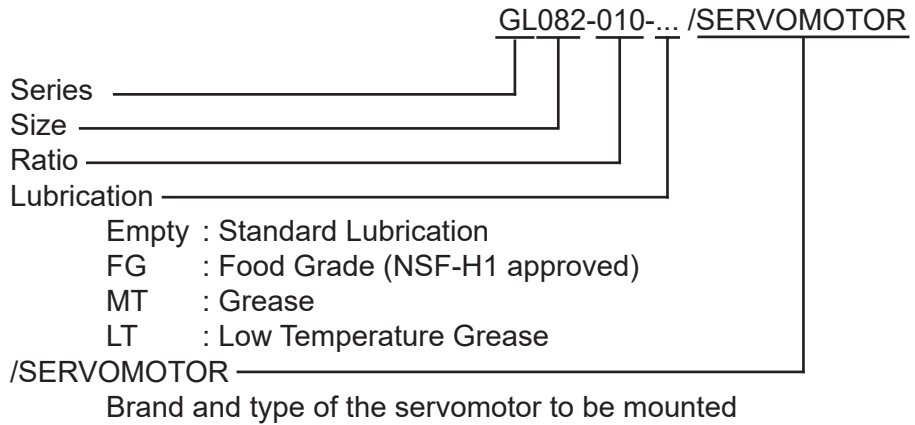 GL082-010-... /SERVOMOTOR
Series
Size
Ratio
Lubrication
Empty : Standard Lubrication
FG : Food Grade (NSF-H1 approved)
MT : Grease
LT : Low Temperature Grease
/SERVOMOTOR
Brand and type of the servomotor to be mounted